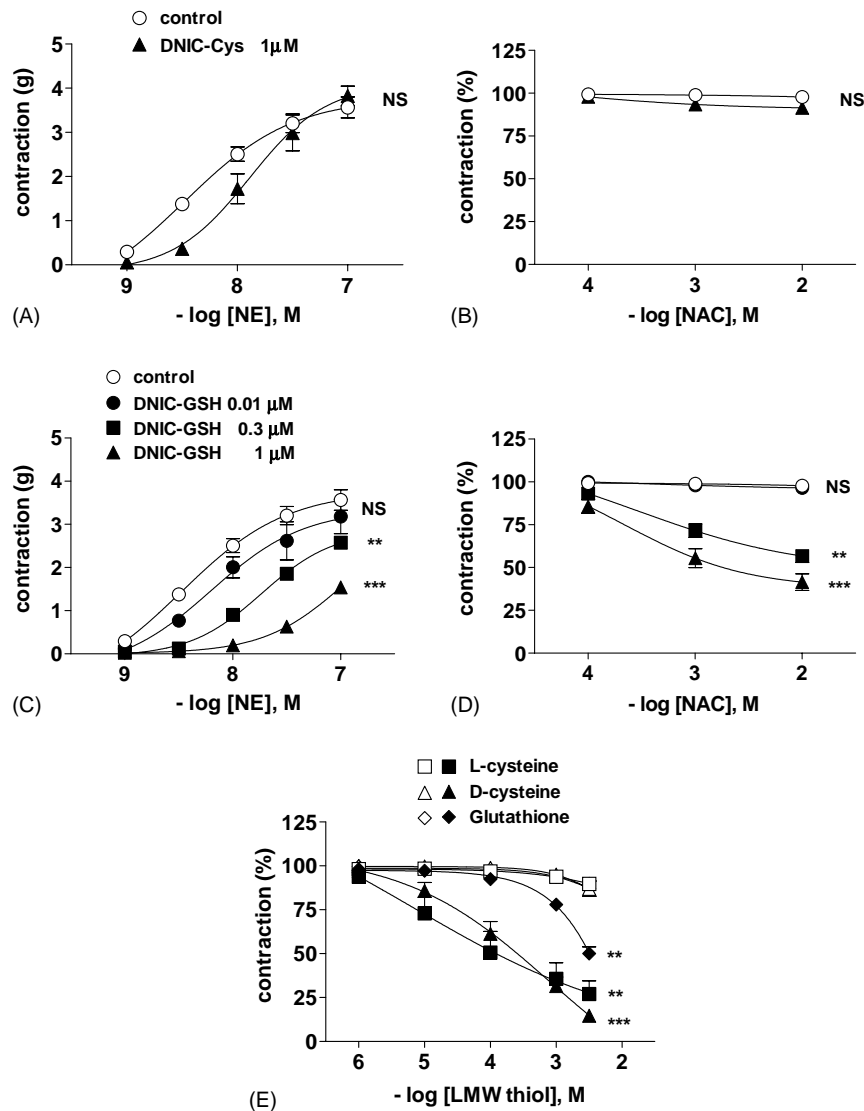 control
DNIC-Cys 1μM
5
4
3
2
1
0
contraction (g)
NS
9 8 7
(A) - log [NE], M
125
100
75
50
25
0
contraction (%)
NS
4 3 2
(B) - log [NAC], M
control
DNIC-GSH 0.01 μM
DNIC-GSH 0.3 μM
DNIC-GSH 1 μM
5
4
3
2
1
0
contraction (g)
NS
**
***
9 8 7
(C) - log [NE], M
125
100
75
50
25
0
contraction (%)
NS
**
***
4 3 2
(D) - log [NAC], M
L-cysteine
D-cysteine
Glutathione
125
100
75
50
25
0
contraction (%)
**
**
***
6 5 4 3 2
(E) - log [LMW thiol], M